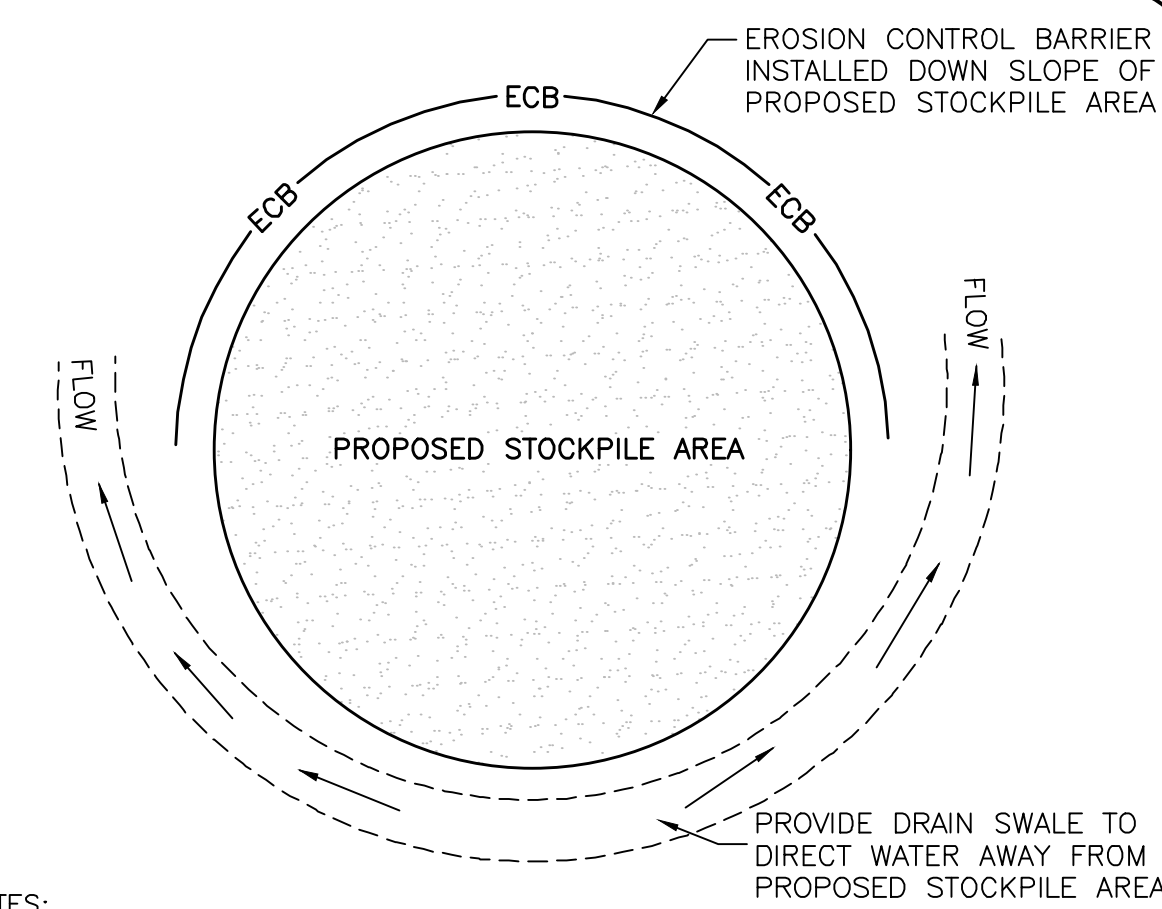 EROSION CONTROL BARRIER
INSTALLED DOWN SLOPE OF
PROPOSED STOCKPILE AREA
ECB
ECB
ECB
FLOW
FLOW
PROPOSED STOCKPILE AREA
PROVIDE DRAIN SWALE TO
DIRECT WATER AWAY FROM
PROPOSED STOCKPILE AREA